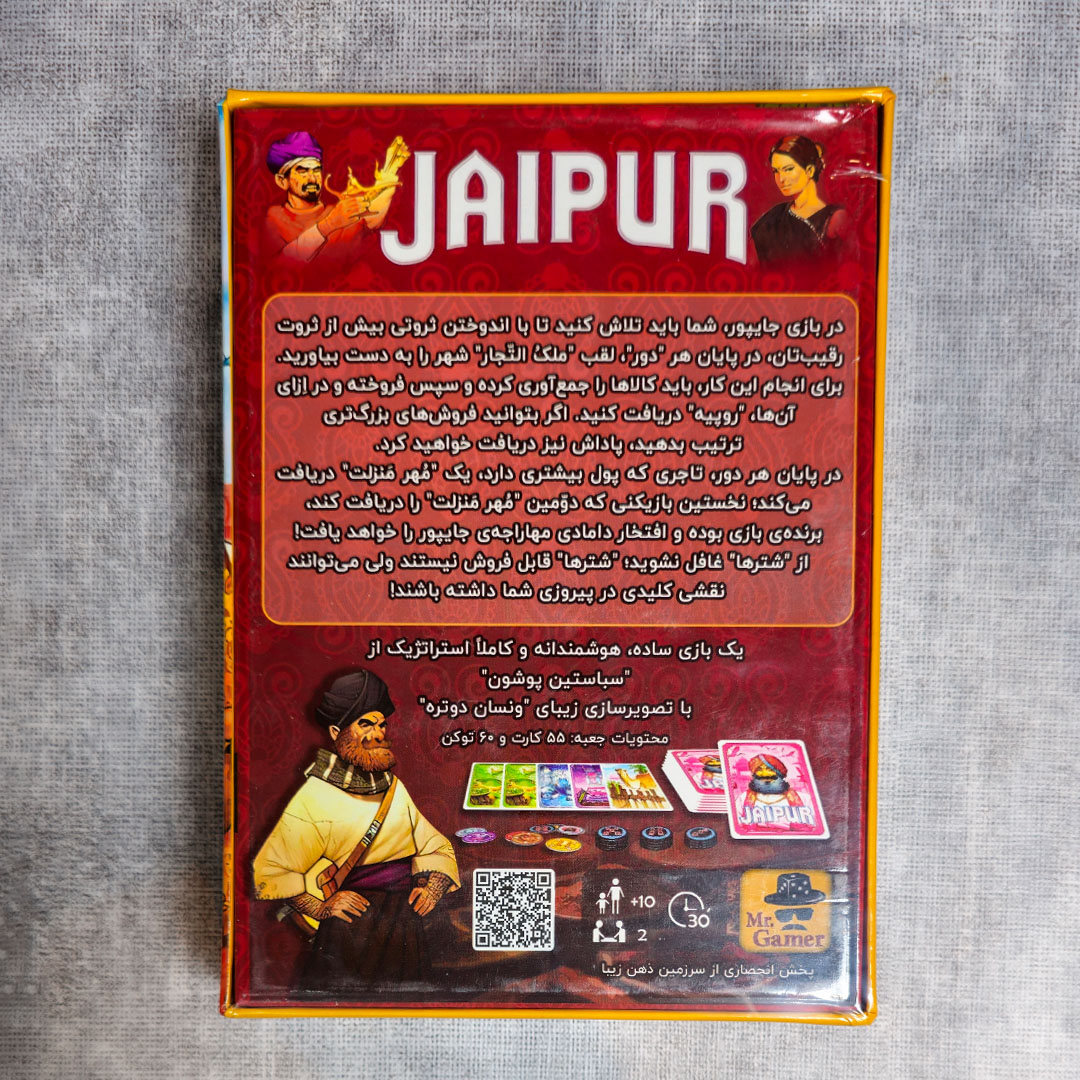 JAIPUR
در بازی جایپور، شما باید تلاش کنید تا با اندوختن ثروتی بیش از ثروت
رقیب‌تان، در پایان هر "دور"، لقب "ملکُ التّجار" شهر را به دست بیاورید.
برای انجام این کار، باید کالاها را جمع‌آوری کرده و سپس فروخته و در اِزای
آن‌ها، "روپیه" دریافت کنید. اگر بتوانید فروش‌های بزرگ‌تری
ترتیب بدهید، پاداش نیز دریافت خواهید کرد.
در پایان هر دور، تاجری که پول بیشتری دارد، یک "مُهر مَنزلت" دریافت
می‌کند؛ نخستین بازیکنی که دوّمین "مُهر مَنزلت" را دریافت کند،
برنده‌ی بازی بوده و افتخار دامادی مهاراجه‌ی جایپور را خواهد یافت!
از "شترها" غافل نشوید؛ "شترها" قابل فروش نیستند ولی می‌توانند
نقشی کلیدی در پیروزی شما داشته باشند!
یک بازی ساده، هوشمندانه و کاملاً استراتژیک از
"سباستین پوشون"
با تصویرسازی زیبای "ونسان دوتره"
محتویات جعبه: ۵۵ کارت و ۶۰ توکن
JAIPUR
+10
30'
2
Mr.
Gamer
پخش انحصاری از سرزمین ذهن زیبا